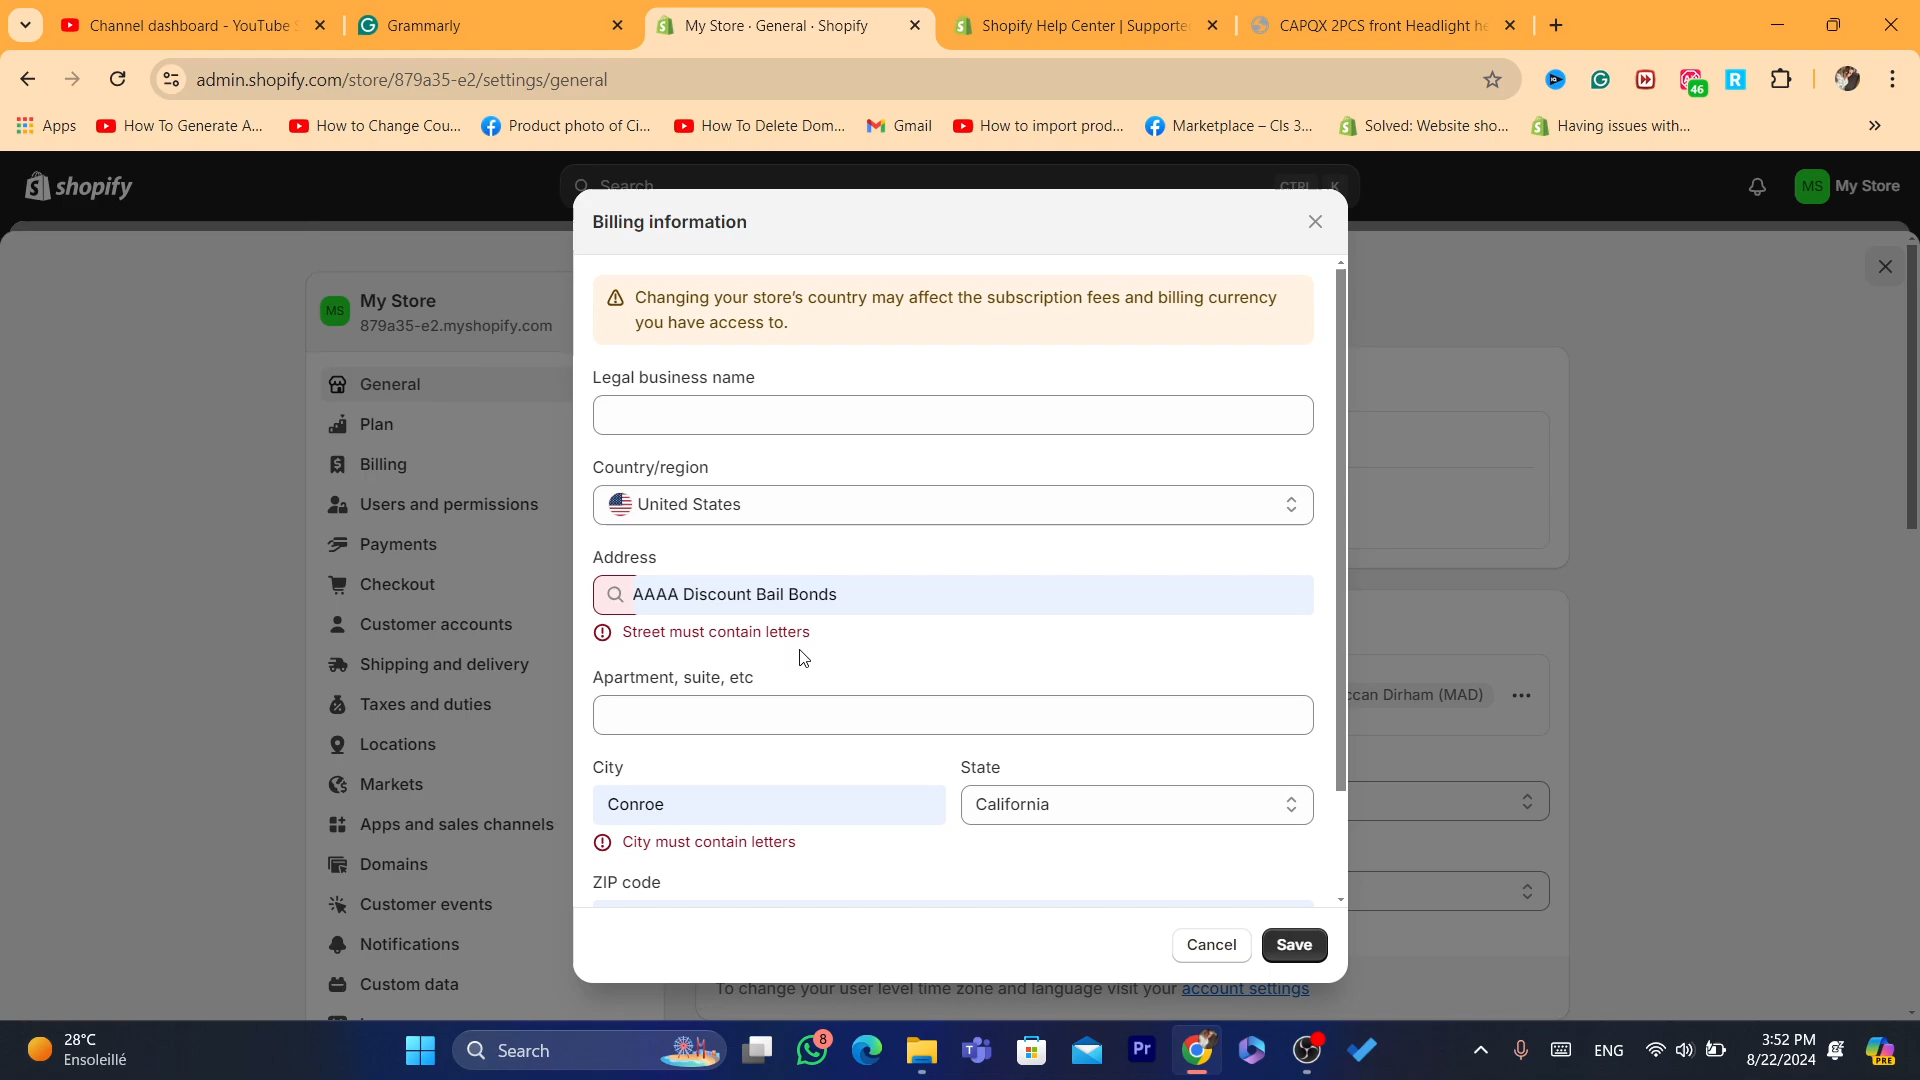 Channel dashboard - YouTube S
Grammarly
My Store · General · Shopify
Shopify Help Center | Supporte
CAPQX 2PCS front Headlight he
admin.shopify.com/store/879a35-e2/settings/general
46
Apps
How To Generate A...
How to Change Cou...
Product photo of Ci...
How To Delete Dom...
Gmail
How to import prod...
Marketplace – Cls 3...
Solved: Website sho...
Having issues with...
shopify
Search
CTRL K
MS
My Store
Billing information
Changing your store's country may affect the subscription fees and billing currency
you have access to.
MS
My Store
879a35-e2.myshopify.com
General
Plan
Billing
Users and permissions
Payments
Checkout
Customer accounts
Shipping and delivery
Taxes and duties
Locations
Markets
Apps and sales channels
Domains
Customer events
Notifications
Custom data
Legal business name
Country/region
United States
Address
AAAA Discount Bail Bonds
Street must contain letters
Apartment, suite, etc
ccan Dirham (MAD)
City
State
Conroe
California
City must contain letters
ZIP code
Cancel
Save
To change your user level time zone and language visit your account settings
28°C
Ensoleillé
Search
8
Pr
ENG
3:52 PM
8/22/2024
PRE